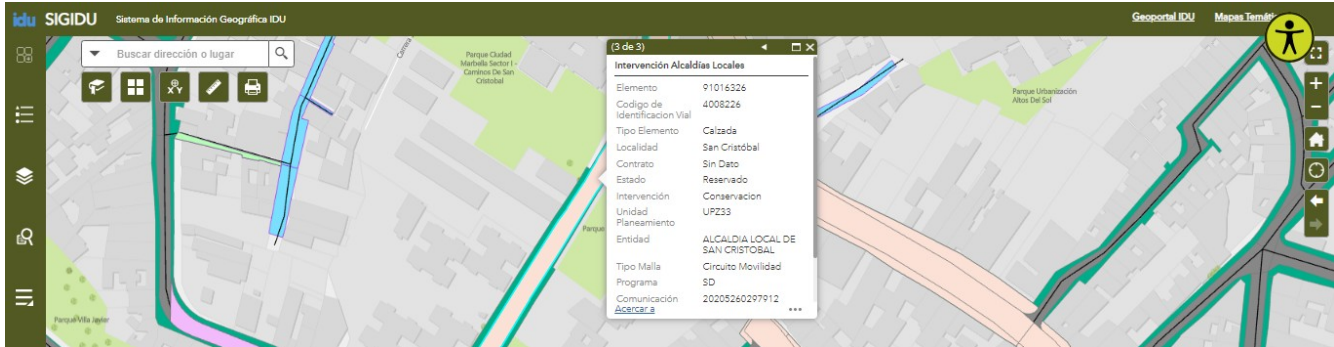 idu SIGIDU Sistema de Información Geográfica IDU
Geoportal IDU
Buscar dirección o lugar
Carrera
Parque Ciudad
Marbella Sector I -
Caminos De San
Cristobal
(3 de 3)
Intervención Alcaldías Locales
Elemento 91016326
Codigo de
Identificacion Vial 4008226
Tipo Elemento Calzada
Localidad San Cristóbal
Contrato Sin Dato
Estado Reservado
Intervención Conservacion
Unidad
Planeamiento UPZ33
Entidad ALCALDIA LOCAL DE
SAN CRISTOBAL
Tipo Malla Circuito Movilidad
Programa SD
Comunicación 20205260297912
Acercar a
Parque Urbanización
Altos Del Sol
Parque
Parque Villa Javier
Mapas